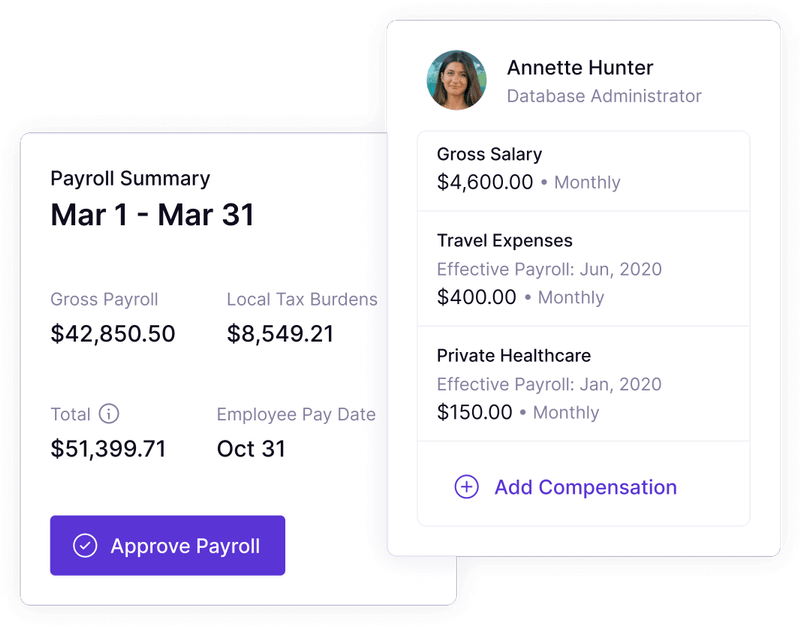 Payroll Summary
Mar 1 - Mar 31
Gross Payroll
$42,850.50
Local Tax Burdens
$8,549.21
Total
$51,399.71
Employee Pay Date
Oct 31
Approve Payroll
Annette Hunter
Database Administrator
Gross Salary
$4,600.00 • Monthly
Travel Expenses
Effective Payroll: Jun, 2020
$400.00 • Monthly
Private Healthcare
Effective Payroll: Jan, 2020
$150.00 • Monthly
Add Compensation